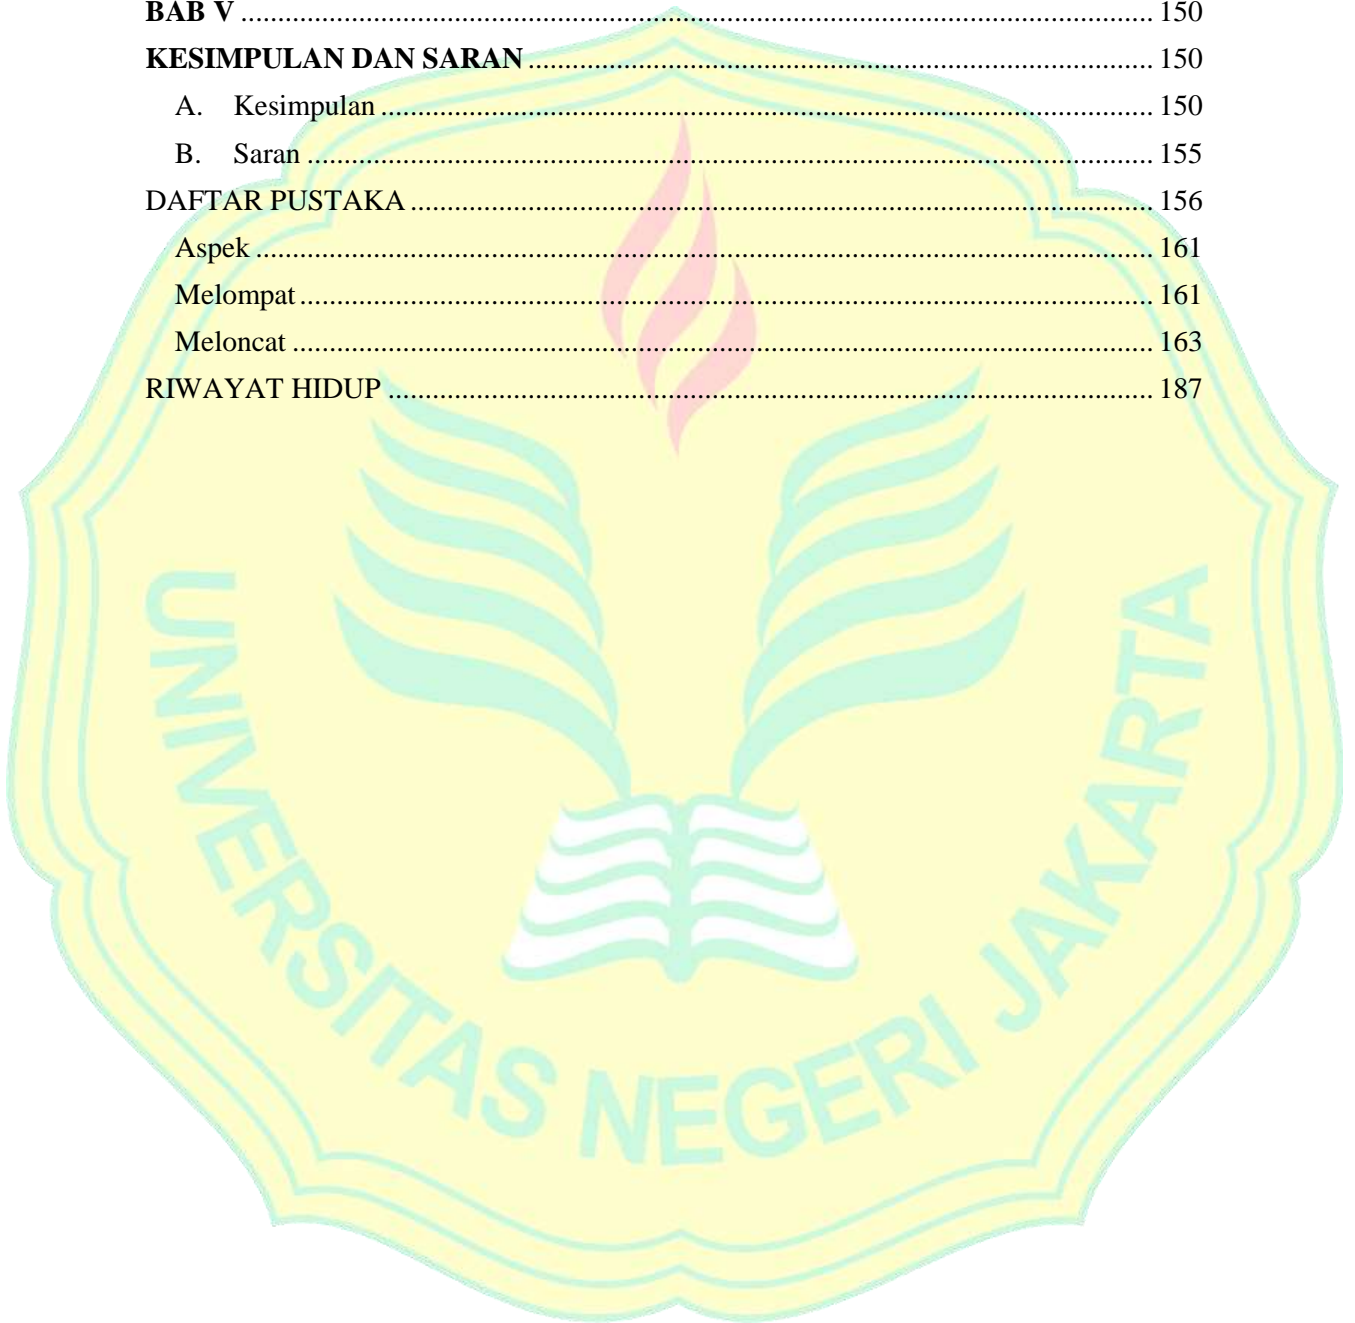 BAB V ........ 150
KESIMPULAN DAN SARAN ........ 150
A. Kesimpulan ........ 150
B. Saran ........ 155
DAFTAR PUSTAKA ........ 156
Aspek ........ 161
Melompat ........ 161
Meloncat ........ 163
RIWAYAT HIDUP ........ 187
UNIVERSITAS NEGERI JAKARTA